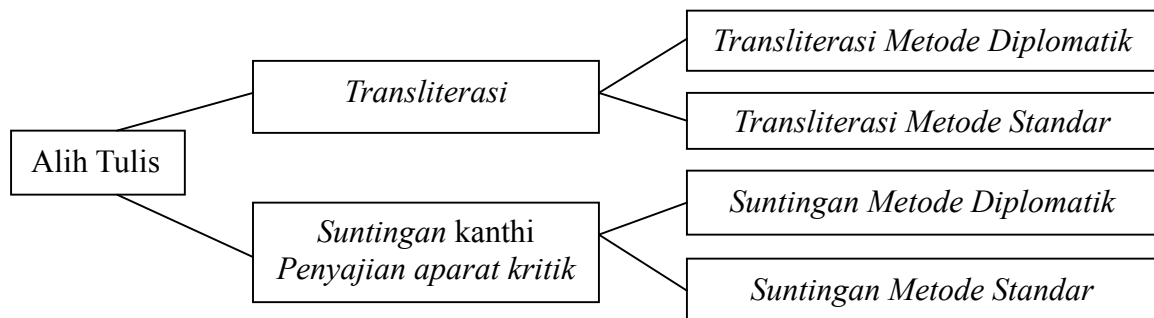 Alih Tulis
Transliterasi
Transliterasi Metode Diplomatik
Transliterasi Metode Standar
Suntingan kanthi
Penyajian aparat kritik
Suntingan Metode Diplomatik
Suntingan Metode Standar